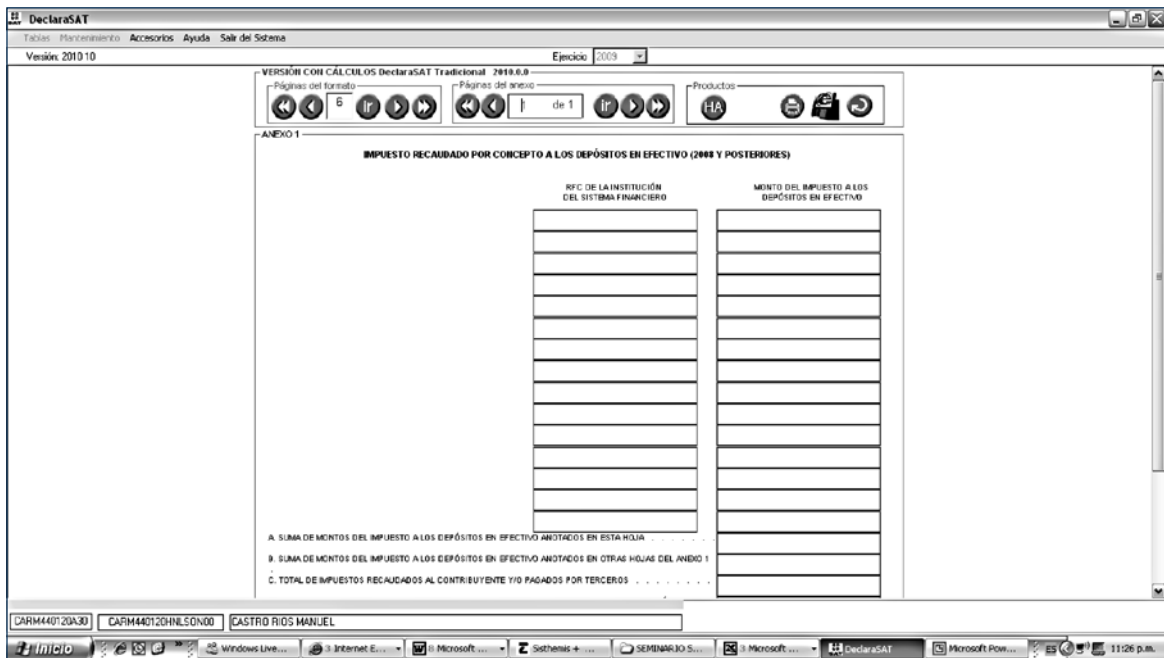 DeclaraSAT
Tablas Mantenimiento Accesorios Ayuda Salir del Sistema
Versión: 2010 10 Ejercicio 2009
VERSIÓN CON CÁLCULOS DeclaraSAT Tradicional 2010.0.0
Páginas del formato Páginas del anexo Productos
6 Ir 1 de 1 ir HA
ANEXO 1
IMPUESTO RECAUDADO POR CONCEPTO A LOS DEPÓSITOS EN EFECTIVO (2008 Y POSTERIORES)
RFC DE LA INSTITUCIÓN DEL SISTEMA FINANCIERO
MONTO DEL IMPUESTO A LOS DEPÓSITOS EN EFECTIVO
A. SUMA DE MONTOS DEL IMPUESTO A LOS DEPÓSITOS EN EFECTIVO ANOTADOS EN ESTA HOJA . . . . . .
B. SUMA DE MONTOS DEL IMPUESTO A LOS DEPÓSITOS EN EFECTIVO ANOTADOS EN OTRAS HOJAS DEL ANEXO 1
C. TOTAL DE IMPUESTOS RECAUDADOS AL CONTRIBUYENTE Y/O PAGADOS POR TERCEROS . . . . . . . .
CARM440120A30 CARM440120HNLSON00 CASTRO RIOS MANUEL
Inicio Windows Live... 3 Internet E... 8 Microsoft ... Sisthemis + ... SEMINARIO S... 3 Microsoft ... DeclaraSAT Microsoft Pow... ES 11:26 p.m.